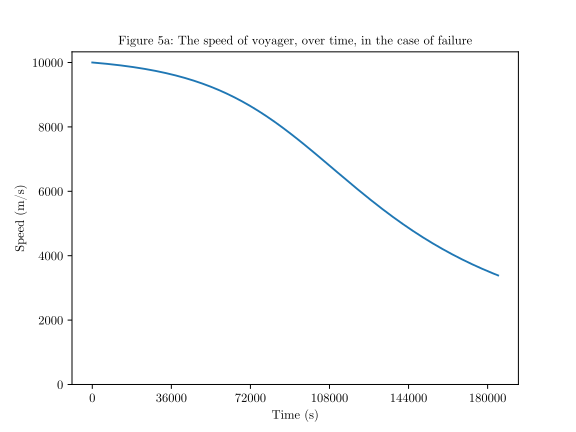 Figure 5a: The speed of voyager, over time, in the case of failure
10000
8000
6000
4000
2000
0
Speed (m/s)
0 36000 72000 108000 144000 180000
Time (s)